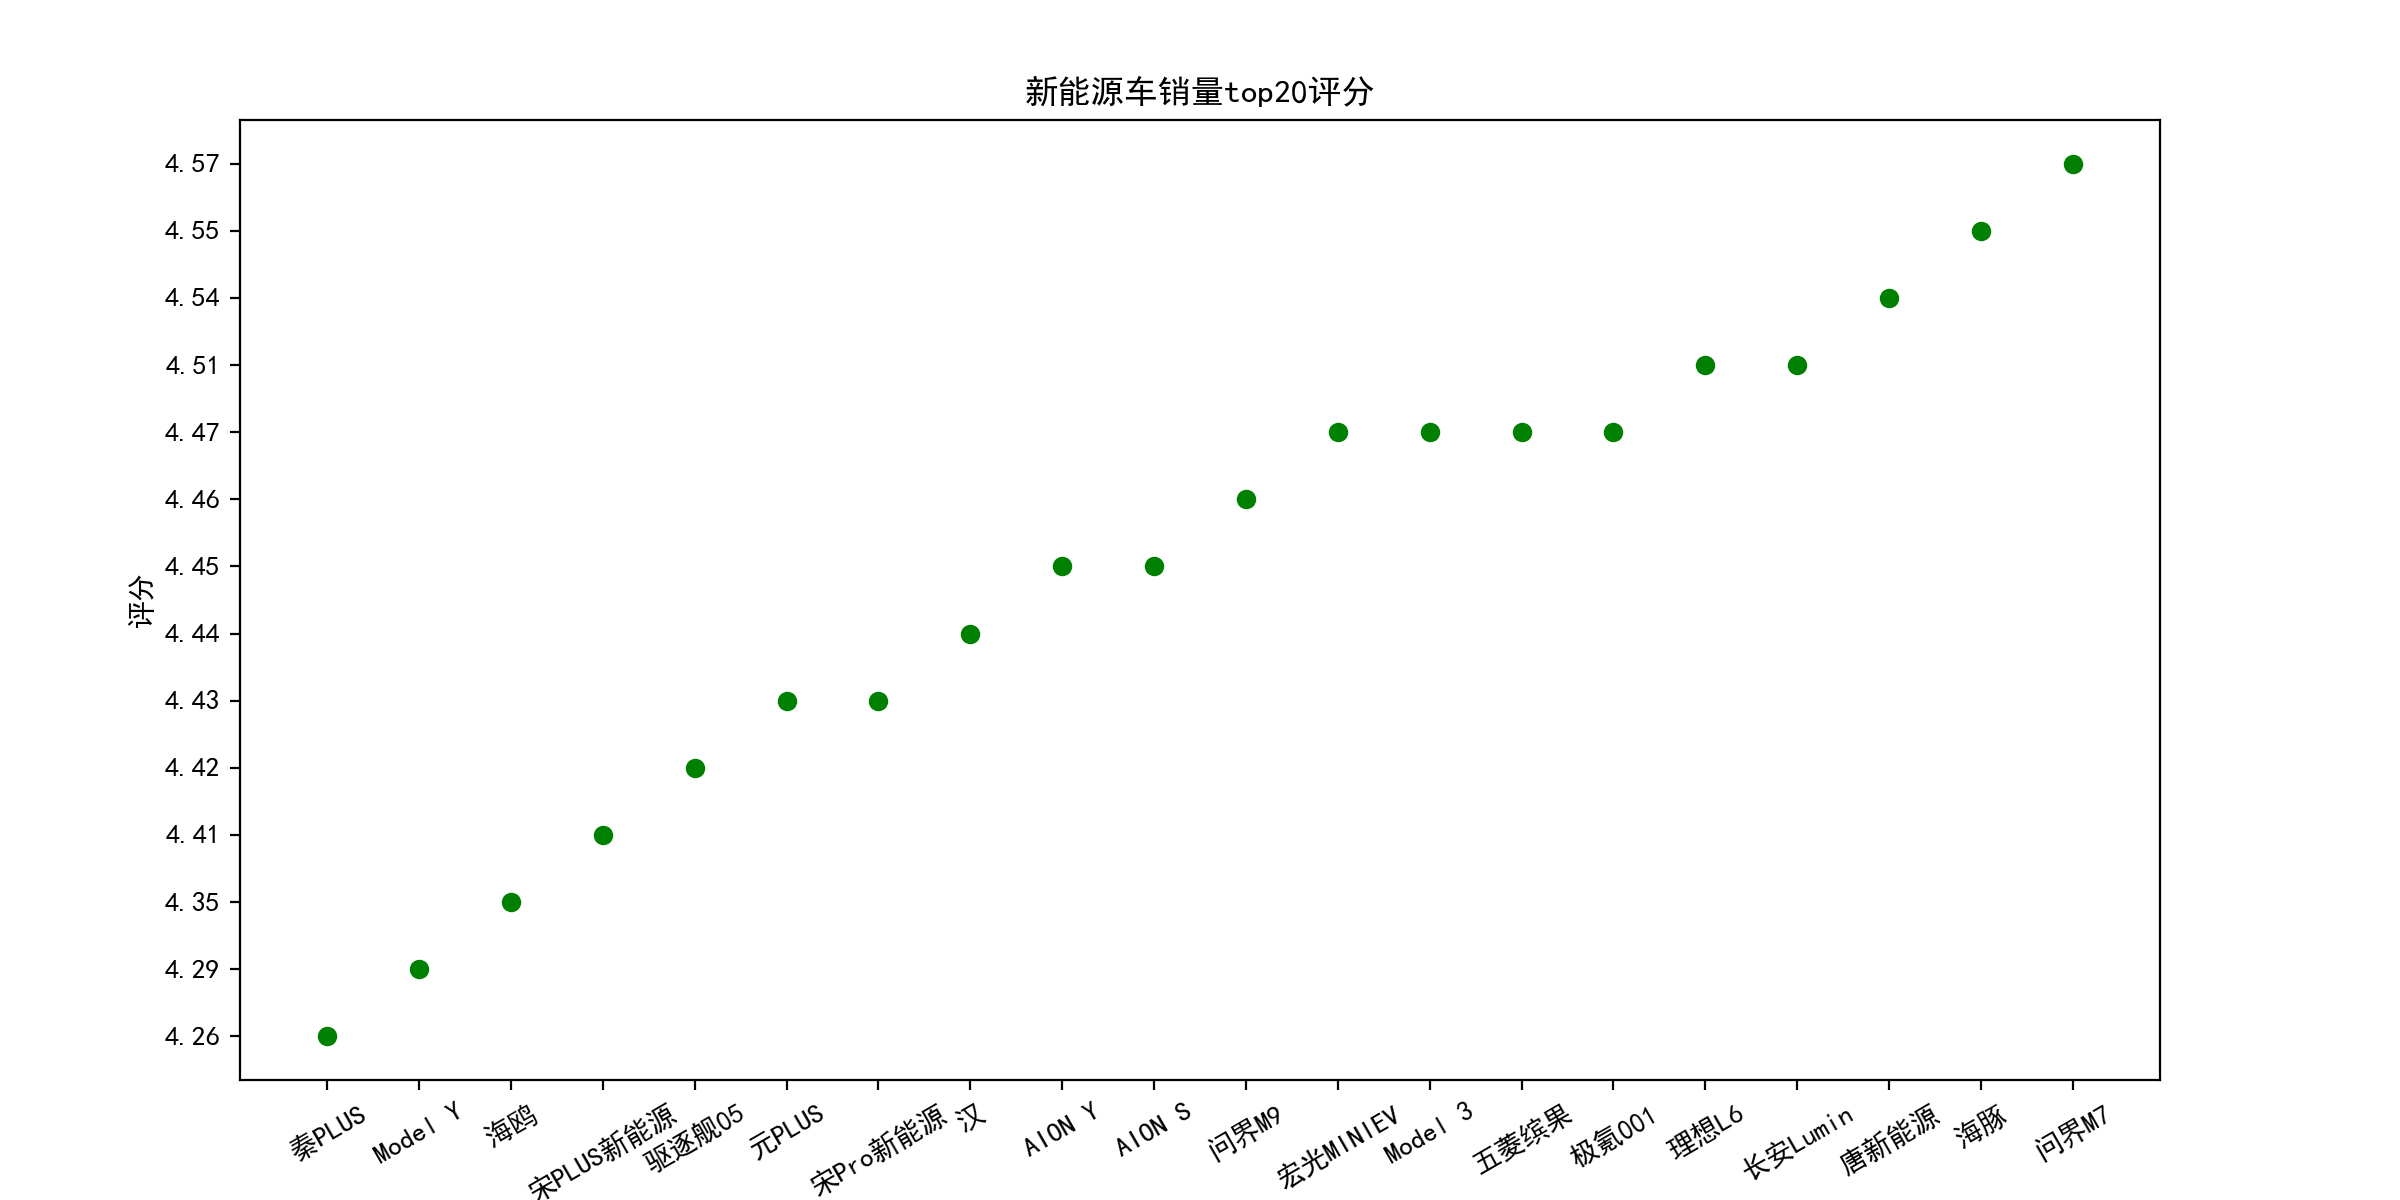 新能源车销量top20评分
评分
4.57
4.55
4.54
4.51
4.47
4.46
4.45
4.44
4.43
4.42
4.41
4.35
4.29
4.26
秦PLUS
Model Y
海鸥
宋PLUS新能源
驱逐舰05
元PLUS
宋Pro新能源
汉
AION Y
AION S
问界M9
宏光MINIEV
Model 3
五菱缤果
极氪001
理想L6
长安Lumin
唐新能源
海豚
问界M7